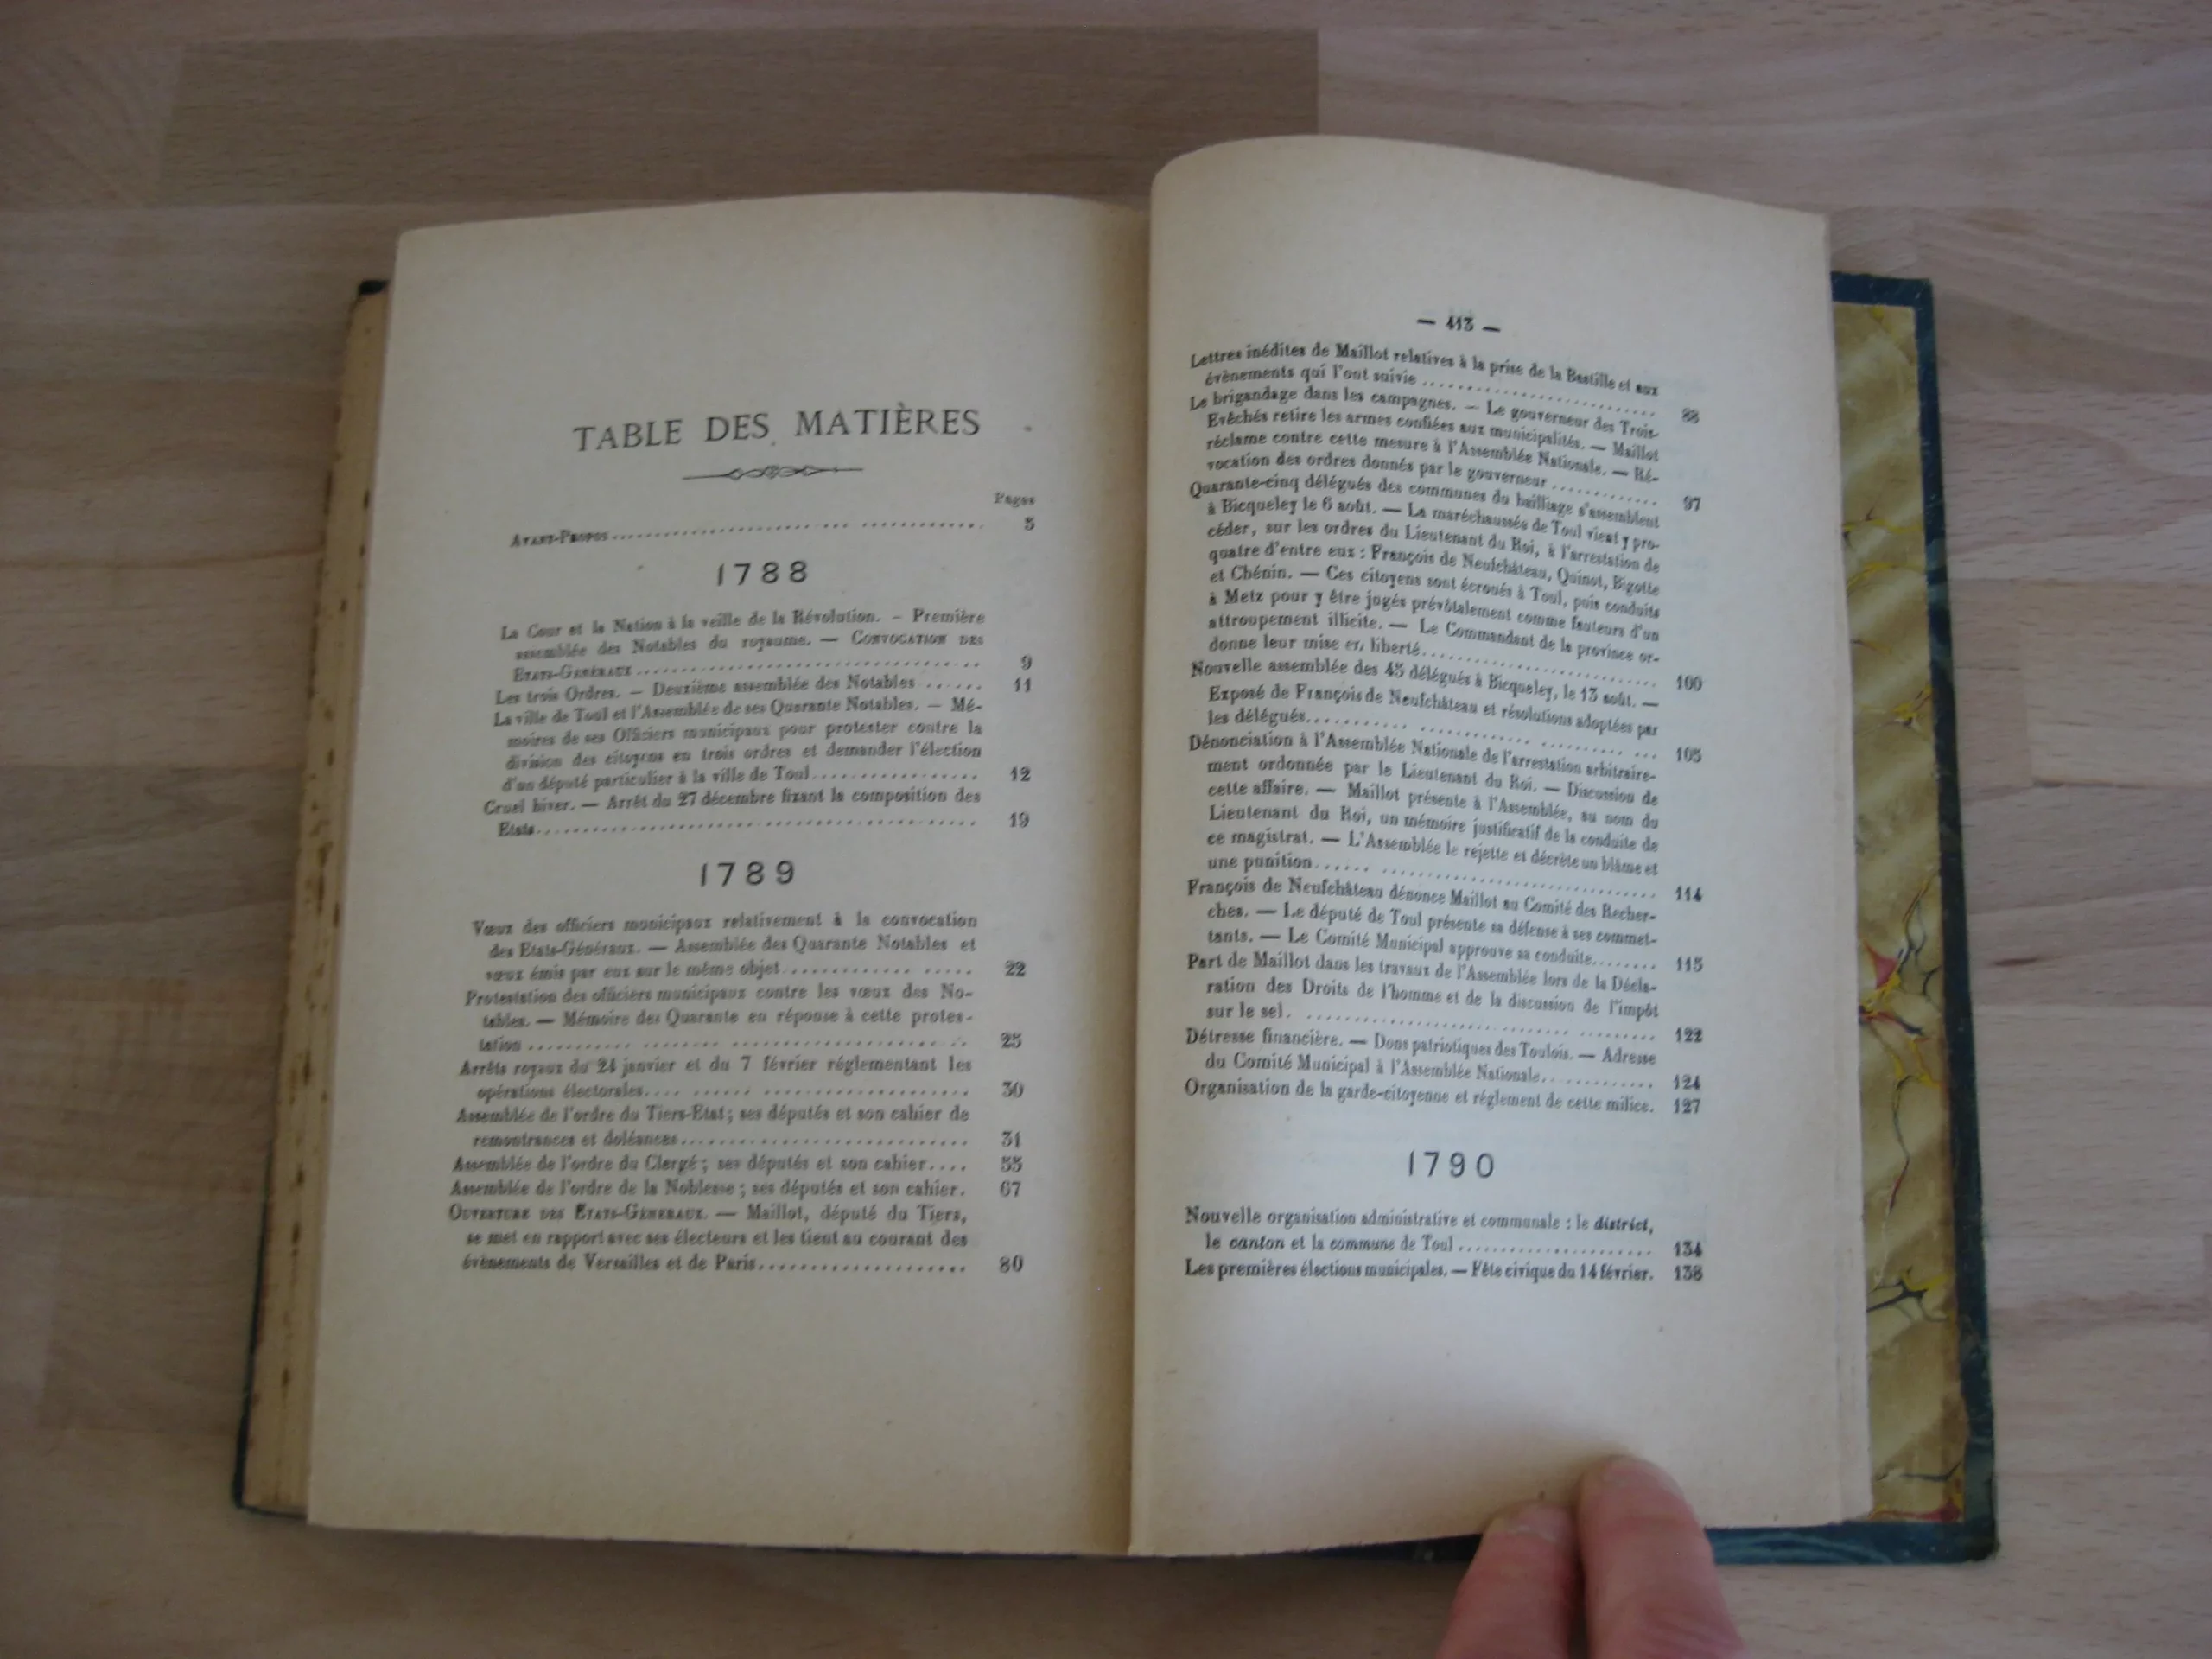 TABLE DES MATIÈRES
Pages
AVANT-PROPOS 5
1788
La Cour et la Nation à la veille de la Révolution. – Première
assemblée des Notables du royaume. — CONVOCATION DES
ETATS-GENERAUX 9
Les trois Ordres. — Deuxième assemblée des Notables 11
La ville de Toul et l'Assemblée de ses Quarante Notables. — Mé-
moires de ses Officiers municipaux pour protester contre la
division des citoyens en trois ordres et demander l'élection
d'un député particulier à la ville de Toul 12
Cruel hiver. — Arrêt du 27 décembre fixant la composition des
Etats 19
1789
Vœux des officiers municipaux relativement à la convocation
des Etats-Généraux. — Assemblée des Quarante Notables et
vœux émis par eux sur le même objet 22
Protestation des officiers municipaux contre les vœux des No-
tables. — Mémoire des Quarante en réponse à cette protes-
tation 25
Arrêts royaux du 24 janvier et du 7 février réglementant les
opérations électorales 30
Assemblée de l'ordre du Tiers-Etat; ses députés et son cahier de
remontrances et doléances 31
Assemblée de l'ordre du Clergé; ses députés et son cahier 55
Assemblée de l'ordre de la Noblesse; ses députés et son cahier. 67
OUVERTURE DES ETATS-GENERAUX. — Maillot, député du Tiers,
se met en rapport avec ses électeurs et les tient au courant des
évènements de Versailles et de Paris 80
— 413 —
Lettres inédites de Maillot relatives à la prise de la Bastille et aux
évènements qui l'ont suivie 88
Le brigandage dans les campagnes. — Le gouverneur des Trois-
Evêchés retire les armes confiées aux municipalités. — Maillot
réclame contre cette mesure à l'Assemblée Nationale. — Ré-
vocation des ordres donnés par le gouverneur 97
Quarante-cinq délégués des communes du bailliage s'assemblent
à Bicqueley le 6 août. — La maréchaussée de Toul vient y pro-
céder, sur les ordres du Lieutenant du Roi, à l'arrestation de
quatre d'entre eux : François de Neufchâteau, Quinot, Bigotte
et Chénin. — Ces citoyens sont écroués à Toul, puis conduits
à Metz pour y être jugés prévôtalement comme fauteurs d'un
attroupement illicite. — Le Commandant de la province or-
donne leur mise en liberté 100
Nouvelle assemblée des 45 délégués à Bicqueley, le 13 août. —
Exposé de François de Neufchâteau et résolutions adoptées par
les délégués 105
Dénonciation à l'Assemblée Nationale de l'arrestation arbitraire-
ment ordonnée par le Lieutenant du Roi. — Discussion de
cette affaire. — Maillot présente à l'Assemblée, au nom du
Lieutenant du Roi, un mémoire justificatif de la conduite de
ce magistrat. — L'Assemblée le rejette et décrète un blâme et
une punition 114
François de Neufchâteau dénonce Maillot au Comité des Recher-
ches. — Le député de Toul présente sa défense à ses commet-
tants. — Le Comité Municipal approuve sa conduite 115
Part de Maillot dans les travaux de l'Assemblée lors de la Décla-
ration des Droits de l'homme et de la discussion de l'impôt
sur le sel. 122
Détresse financière. — Dons patriotiques des Toulois. — Adresse
du Comité Municipal à l'Assemblée Nationale 124
Organisation de la garde-citoyenne et réglement de cette milice. 127
1790
Nouvelle organisation administrative et communale : le district,
le canton et la commune de Toul 134
Les premières élections municipales. — Fête civique du 14 février. 138